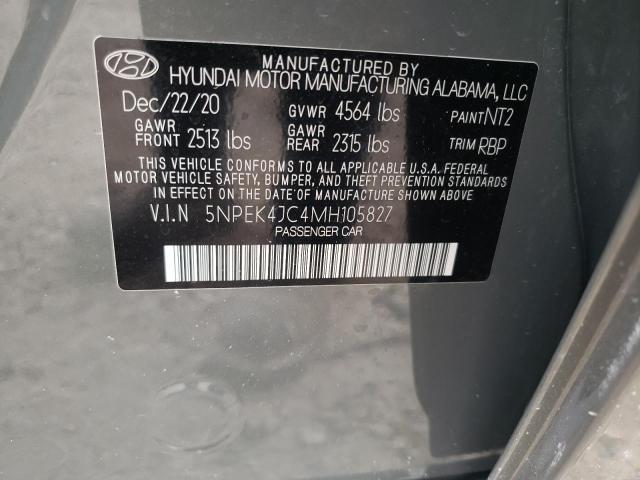 MANUFACTURED BY
HYUNDAI MOTOR MANUFACTURING ALABAMA, LLC
Dec/22/20 GVWR 4564 lbs PAINT NT2
GAWR FRONT 2513 lbs GAWR REAR 2315 lbs TRIM RBP
THIS VEHICLE CONFORMS TO ALL APPLICABLE U.S.A. FEDERAL
MOTOR VEHICLE SAFETY, BUMPER, AND THEFT PREVENTION STANDARDS
IN EFFECT ON THE DATE OF MANUFACTURE SHOWN ABOVE
V.I.N 5NPEK4JC4MH105827
PASSENGER CAR